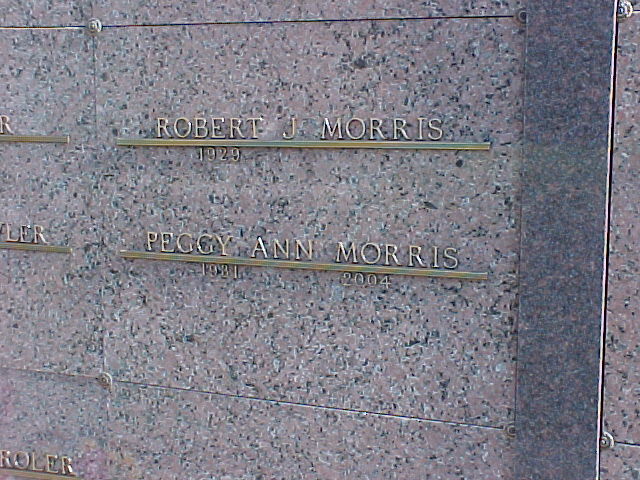 ROBERT J MORRIS
1929
PEGGY ANN MORRIS
1931 2004